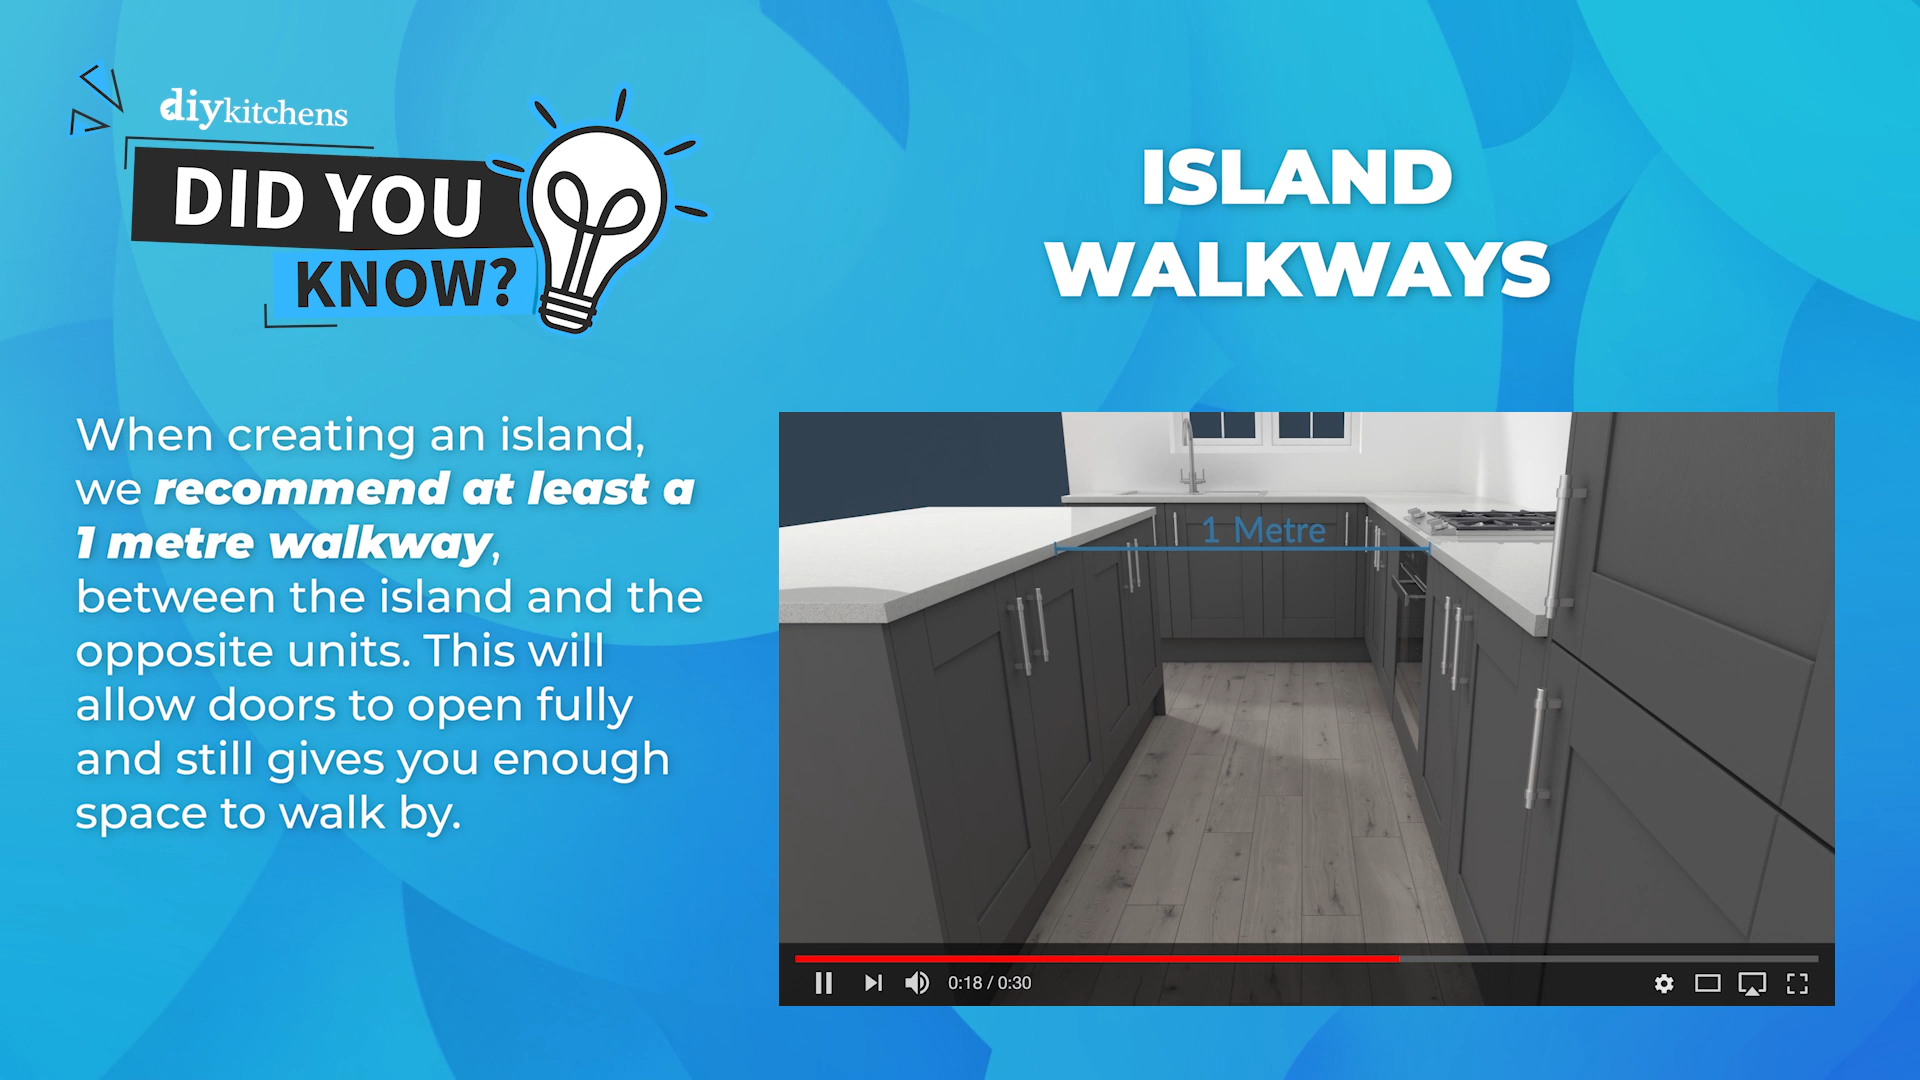 diykitchens
DID YOU
KNOW?
ISLAND
WALKWAYS
When creating an island,
we recommend at least a
1 metre walkway,
between the island and the
opposite units. This will
allow doors to open fully
and still gives you enough
space to walk by.
1 Metre
0:18 / 0:30